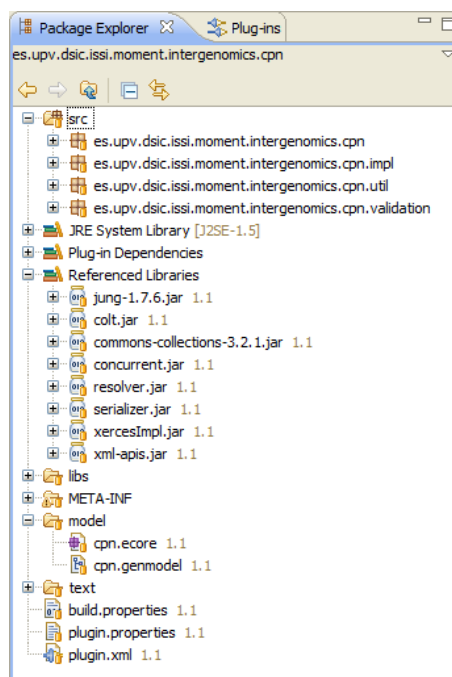 Package Explorer Plug-ins
es.upv.dsic.issi.moment.intergenomics.cpn
src
es.upv.dsic.issi.moment.intergenomics.cpn
es.upv.dsic.issi.moment.intergenomics.cpn.impl
es.upv.dsic.issi.moment.intergenomics.cpn.util
es.upv.dsic.issi.moment.intergenomics.cpn.validation
JRE System Library [J2SE-1.5]
Plug-in Dependencies
Referenced Libraries
jung-1.7.6.jar 1.1
colt.jar 1.1
commons-collections-3.2.1.jar 1.1
concurrent.jar 1.1
resolver.jar 1.1
serializer.jar 1.1
xercesImpl.jar 1.1
xml-apis.jar 1.1
libs
META-INF
model
cpn.ecore 1.1
cpn.genmodel 1.1
text
build.properties 1.1
plugin.properties 1.1
plugin.xml 1.1